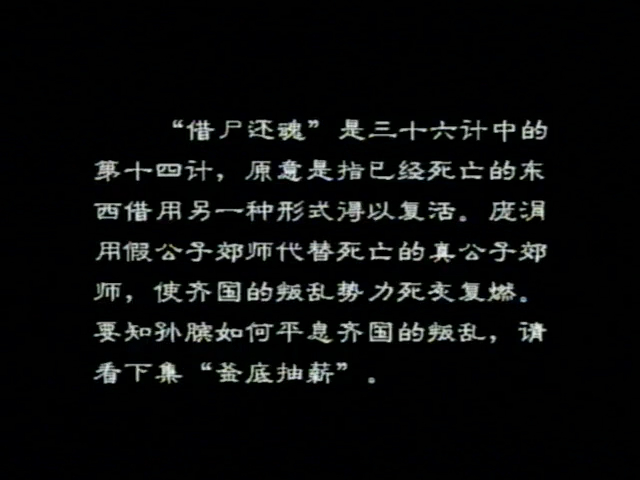 “借尸还魂”是三十六计中的
第十四计，原意是指已经死亡的东
西借用另一种形式得以复活。庞涓
用假公子郊师代替死亡的真公子郊
师，使齐国的叛乱势力死灰复燃。
要知孙膑如何平息齐国的叛乱，请
看下集“釜底抽薪”。